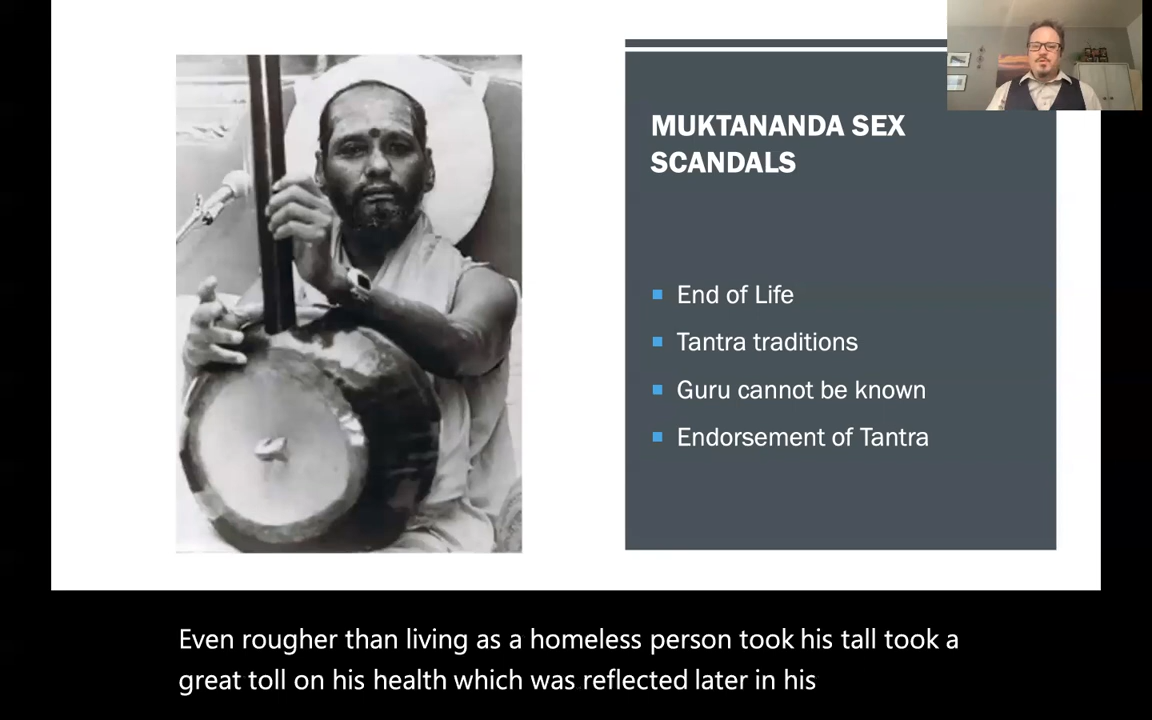 MUKTANANDA SEX
SCANDALS
End of Life
Tantra traditions
Guru cannot be known
Endorsement of Tantra
Even rougher than living as a homeless person took his tall took a
great toll on his health which was reflected later in his